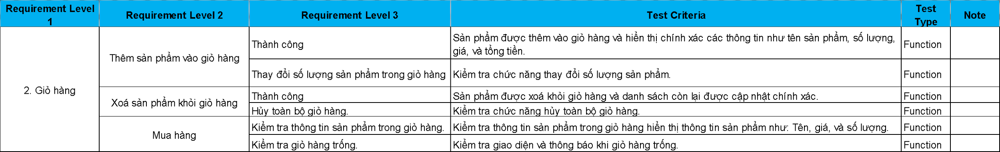 Requirement Level
1
Requirement Level 2
Requirement Level 3
Test Criteria
Test
Type
Note
2. Giỏ hàng
Thêm sản phẩm vào giỏ hàng
Thành công
Sản phẩm được thêm vào giỏ hàng và hiển thị chính xác các thông tin như tên sản phẩm, số lượng,
giá, và tổng tiền.
Function
Thay đổi số lượng sản phẩm trong giỏ hàng
Kiểm tra chức năng thay đổi số lượng sản phẩm.
Function
Xoá sản phẩm khỏi giỏ hàng
Thành công
Sản phẩm được xoá khỏi giỏ hàng và danh sách còn lại được cập nhật chính xác.
Function
Hủy toàn bộ giỏ hàng.
Kiểm tra chức năng hủy toàn bộ giỏ hàng.
Function
Mua hàng
Kiểm tra thông tin sản phẩm trong giỏ hàng.
Kiểm tra thông tin sản phẩm trong giỏ hàng hiển thị thông tin sản phẩm như: Tên, giá, và số lượng.
Function
Kiểm tra giỏ hàng trống.
Kiểm tra giao diện và thông báo khi giỏ hàng trống.
Function